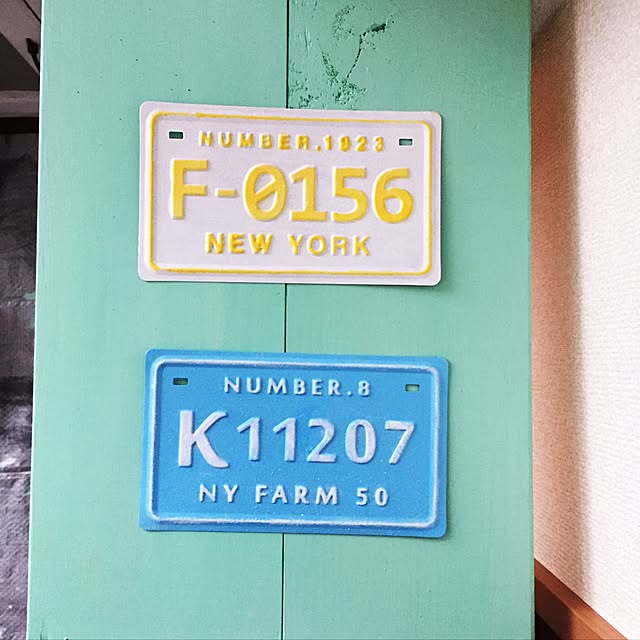 NUMBER.1923
F-0156
NEW YORK
NUMBER.8
K11207
NY FARM 50